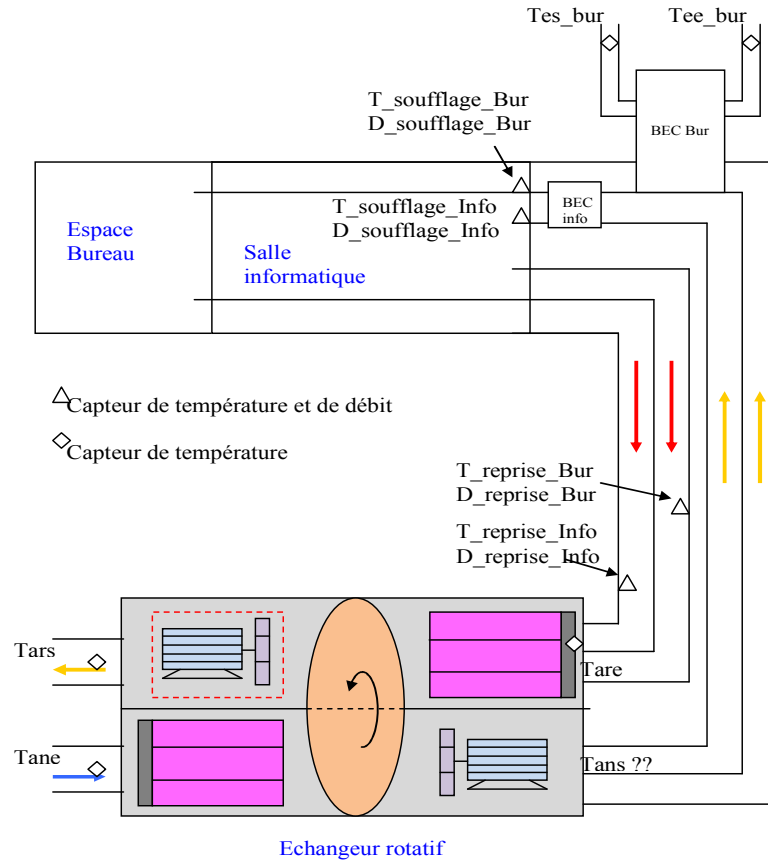 Tes_bur
Tee_bur
T_soufflage_Bur
D_soufflage_Bur
BEC Bur
T_soufflage_Info
D_soufflage_Info
BEC
info
Espace
Bureau
Salle
informatique
Capteur de température et de débit
Capteur de température
T_reprise_Bur
D_reprise_Bur
T_reprise_Info
D_reprise_Info
Tars
Tare
Tane
Tans ??
Echangeur rotatif